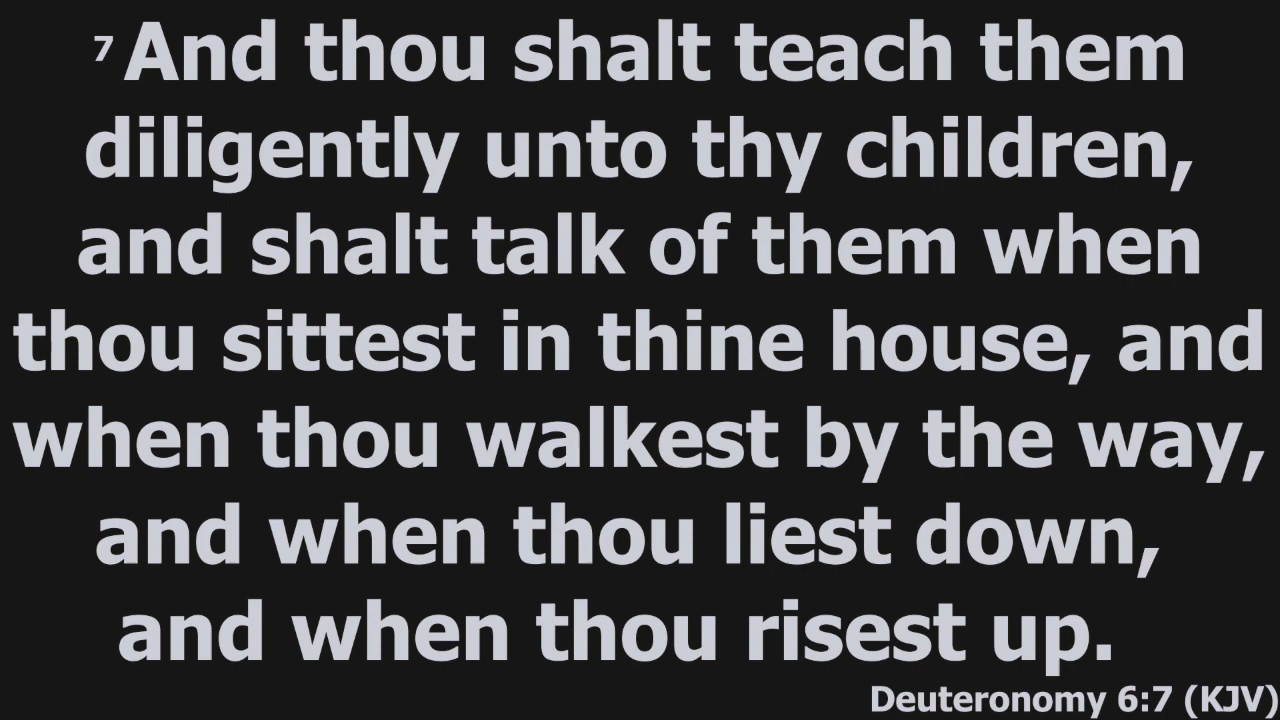 7 And thou shalt teach them
diligently unto thy children,
and shalt talk of them when
thou sittest in thine house, and
when thou walkest by the way,
and when thou liest down,
and when thou risest up.
Deuteronomy 6:7 (KJV)